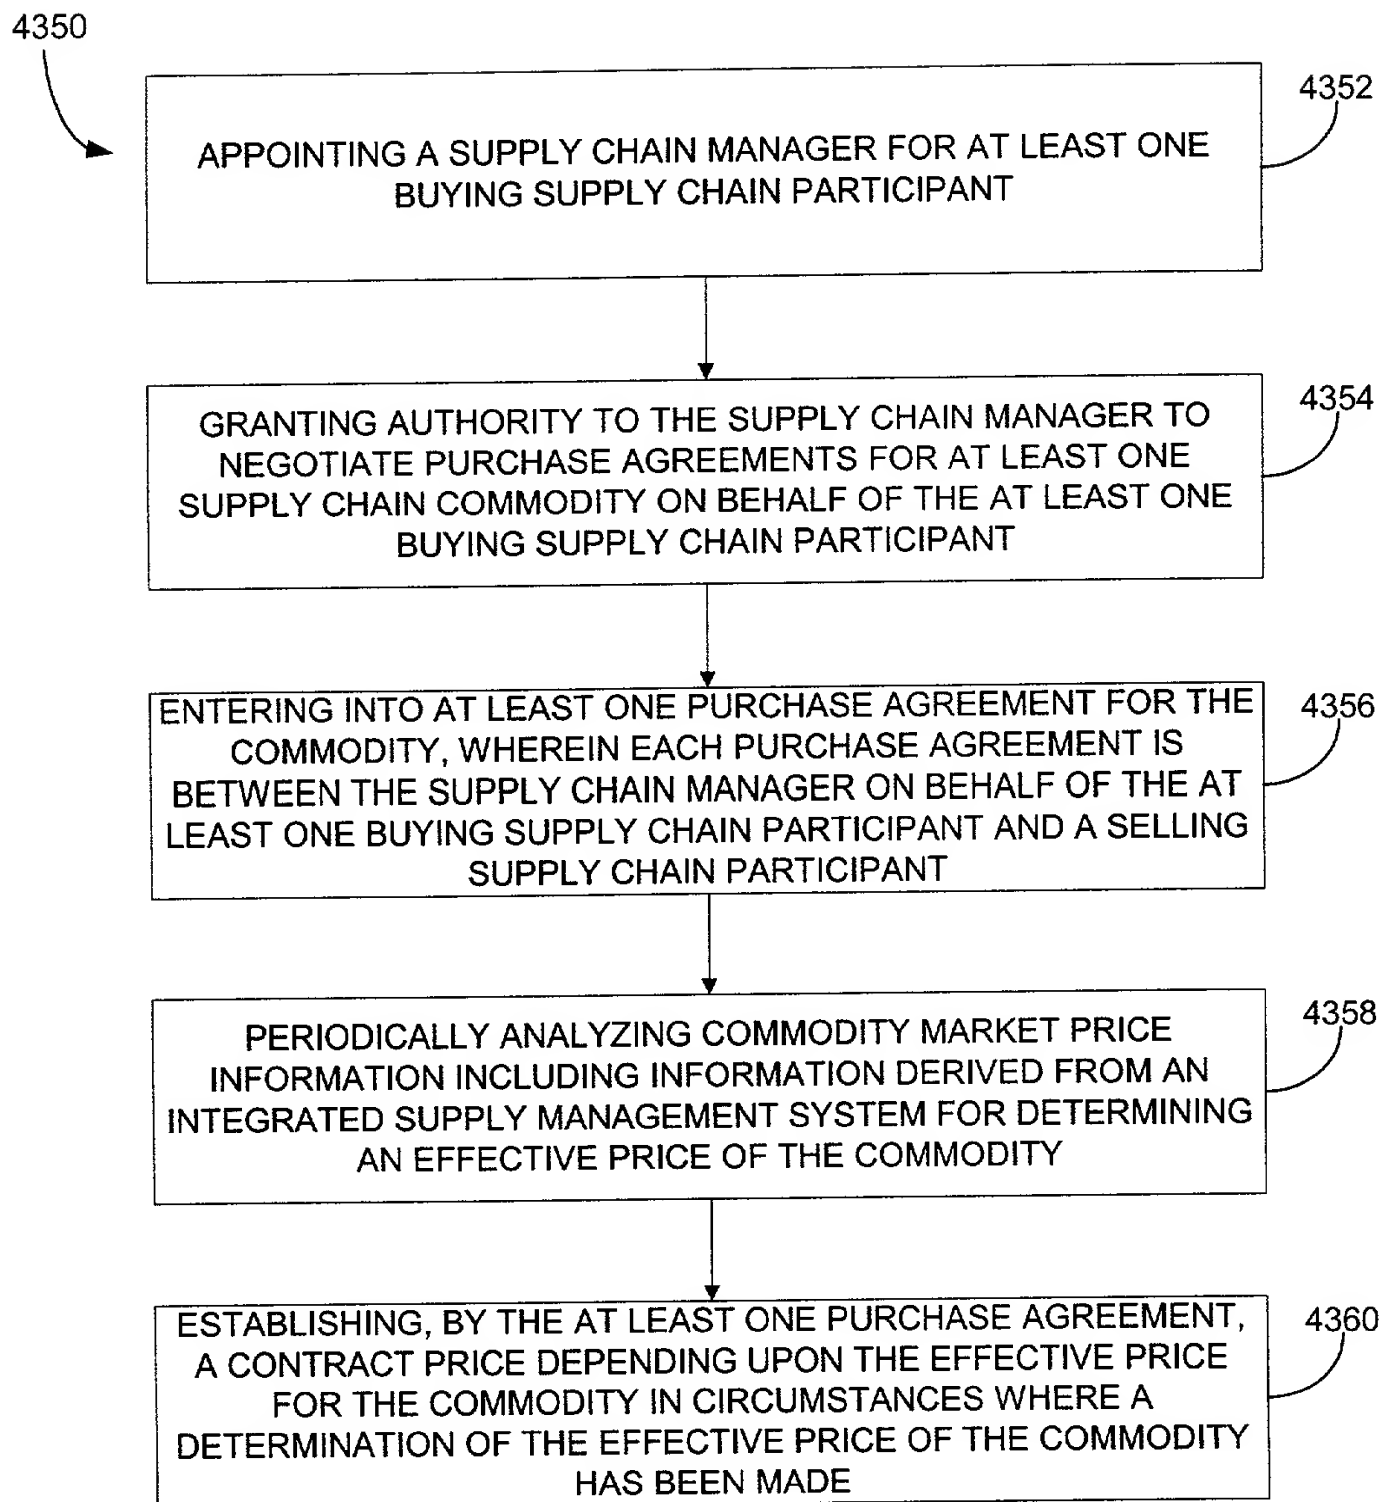 4350
4352
APPOINTING A SUPPLY CHAIN MANAGER FOR AT LEAST ONE
BUYING SUPPLY CHAIN PARTICIPANT
4354
GRANTING AUTHORITY TO THE SUPPLY CHAIN MANAGER TO
NEGOTIATE PURCHASE AGREEMENTS FOR AT LEAST ONE
SUPPLY CHAIN COMMODITY ON BEHALF OF THE AT LEAST ONE
BUYING SUPPLY CHAIN PARTICIPANT
4356
ENTERING INTO AT LEAST ONE PURCHASE AGREEMENT FOR THE
COMMODITY, WHEREIN EACH PURCHASE AGREEMENT IS
BETWEEN THE SUPPLY CHAIN MANAGER ON BEHALF OF THE AT
LEAST ONE BUYING SUPPLY CHAIN PARTICIPANT AND A SELLING
SUPPLY CHAIN PARTICIPANT
4358
PERIODICALLY ANALYZING COMMODITY MARKET PRICE
INFORMATION INCLUDING INFORMATION DERIVED FROM AN
INTEGRATED SUPPLY MANAGEMENT SYSTEM FOR DETERMINING
AN EFFECTIVE PRICE OF THE COMMODITY
4360
ESTABLISHING, BY THE AT LEAST ONE PURCHASE AGREEMENT,
A CONTRACT PRICE DEPENDING UPON THE EFFECTIVE PRICE
FOR THE COMMODITY IN CIRCUMSTANCES WHERE A
DETERMINATION OF THE EFFECTIVE PRICE OF THE COMMODITY
HAS BEEN MADE